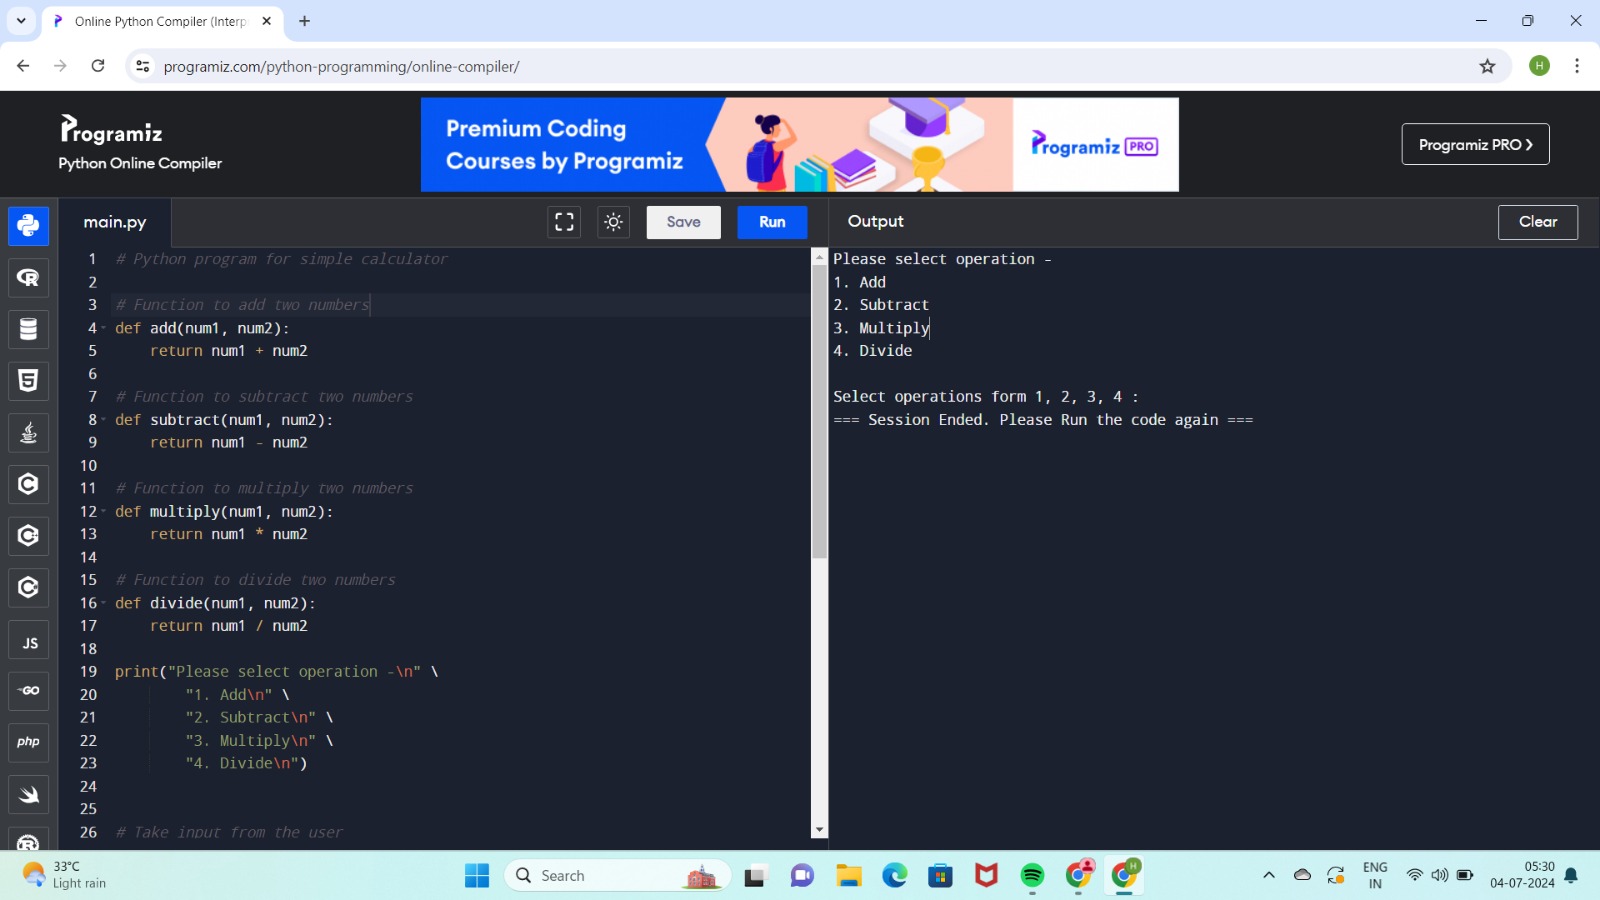 Online Python Compiler (Interp
programiz.com/python-programming/online-compiler/
H
Programiz
Python Online Compiler
Premium Coding
Courses by Programiz
Programiz PRO
Programiz PRO ❯
main.py
Save
Run
Output
Clear
1 # Python program for simple calculator
2
3 # Function to add two numbers
4 def add(num1, num2):
5 return num1 + num2
6
7 # Function to subtract two numbers
8 def subtract(num1, num2):
9 return num1 - num2
10
11 # Function to multiply two numbers
12 def multiply(num1, num2):
13 return num1 * num2
14
15 # Function to divide two numbers
16 def divide(num1, num2):
17 return num1 / num2
18
19 print("Please select operation -\n" \
20 "1. Add\n" \
21 "2. Subtract\n" \
22 "3. Multiply\n" \
23 "4. Divide\n")
24
25
26 # Take input from the user
Please select operation -
1. Add
2. Subtract
3. Multiply
4. Divide
Select operations form 1, 2, 3, 4 :
=== Session Ended. Please Run the code again ===
R
5
C
C
C
JS
GO
php
R
33°C
Light rain
Search
H
ENG
IN
05:30
04-07-2024